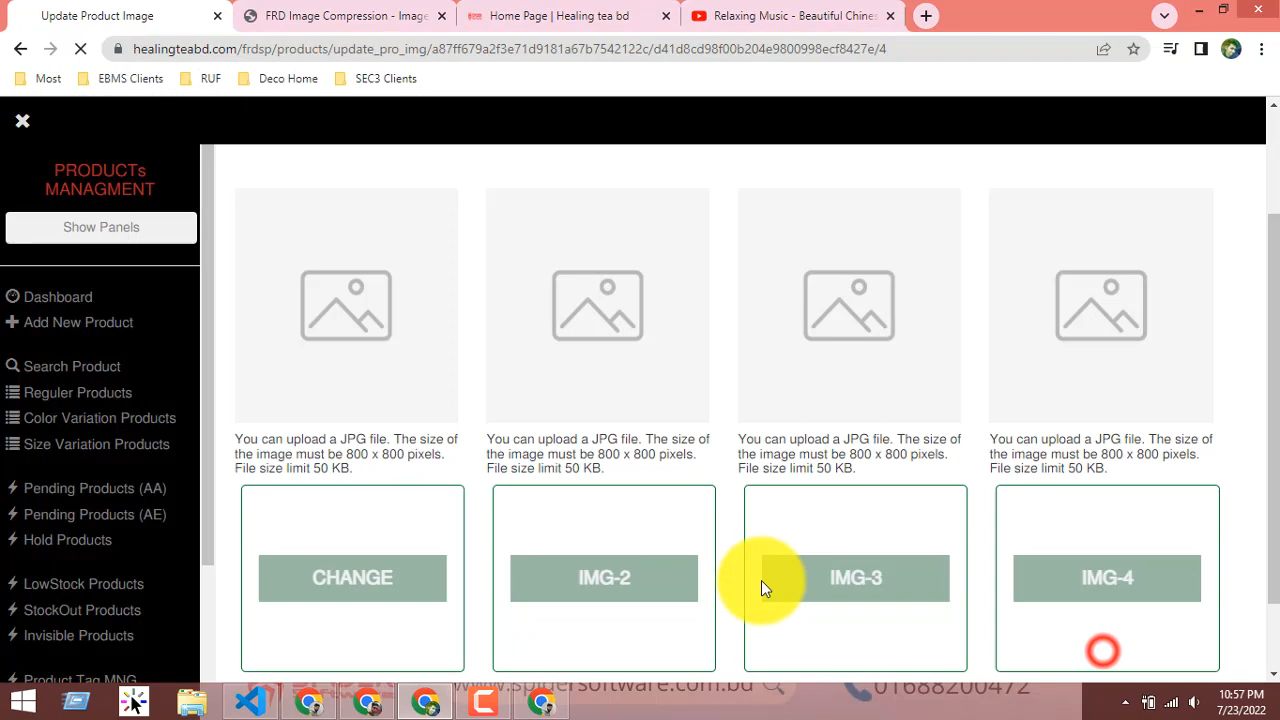 Update Product Image
FRD Image Compression - Image
Home Page | Healing tea bd
Relaxing Music - Beautiful Chines
healingteabd.com/frdsp/products/update_pro_img/a87ff679a2f3e71d9181a67b7542122c/d41d8cd98f00b204e9800998ecf8427e/4
Most
EBMS Clients
RUF
Deco Home
SEC3 Clients
PRODUCTs
MANAGMENT
Show Panels
Dashboard
Add New Product
Search Product
Reguler Products
Color Variation Products
Size Variation Products
Pending Products (AA)
Pending Products (AE)
Hold Products
LowStock Products
StockOut Products
Invisible Products
Product Tag MNG
You can upload a JPG file. The size of
the image must be 800 x 800 pixels.
File size limit 50 KB.
You can upload a JPG file. The size of
the image must be 800 x 800 pixels.
File size limit 50 KB.
You can upload a JPG file. The size of
the image must be 800 x 800 pixels.
File size limit 50 KB.
You can upload a JPG file. The size of
the image must be 800 x 800 pixels.
File size limit 50 KB.
CHANGE
IMG-2
IMG-3
IMG-4
www.spidersoftware.com.bd
01688200472
10:57 PM
7/23/2022